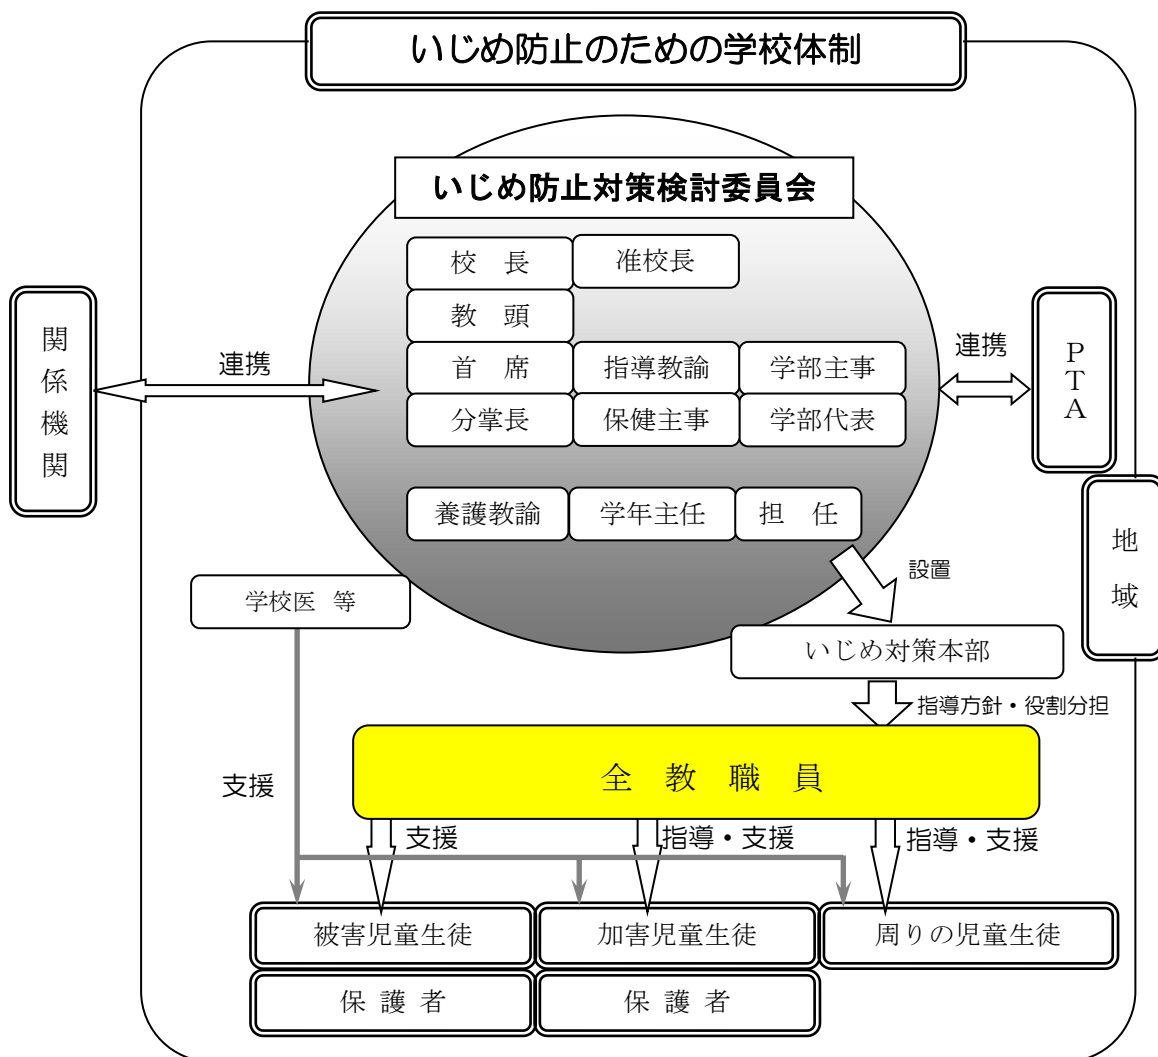 いじめ防止のための学校体制
いじめ防止対策検討委員会
校 長
准校長
教 頭
首 席
指導教諭
学部主事
分掌長
保健主事
学部代表
養護教諭
学年主任
担 任
関係機関
連携
連携
PTA
地域
設置
学校医 等
いじめ対策本部
指導方針・役割分担
全 教 職 員
支援
支援
指導・支援
指導・支援
被害児童生徒
加害児童生徒
周りの児童生徒
保 護 者
保 護 者